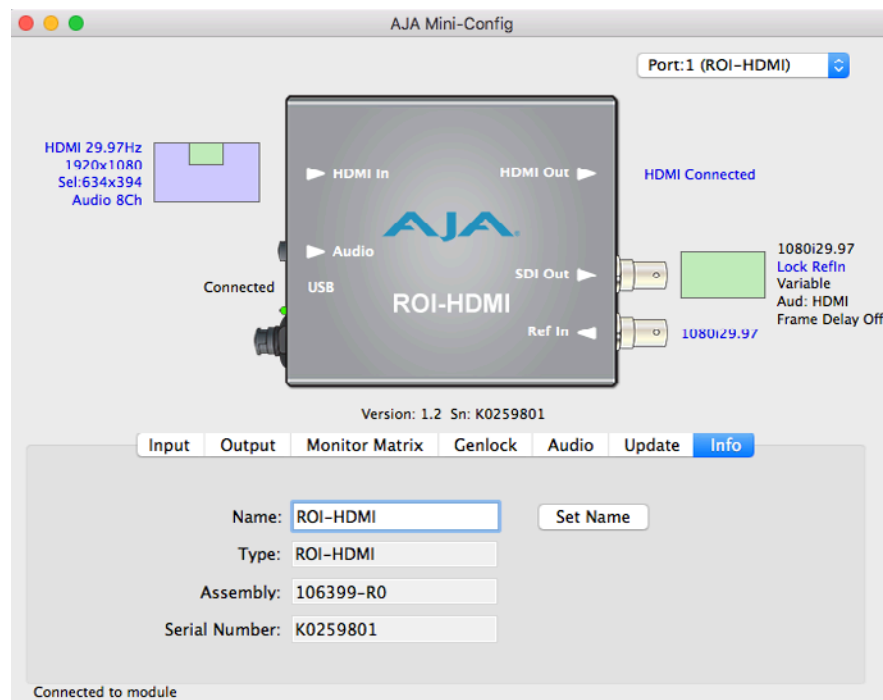 AJA Mini-Config
Port:1 (ROI-HDMI)
HDMI 29.97Hz
1920x1080
Sel:634x394
Audio 8Ch
HDMI In
HDMI Out
HDMI Connected
AJA
Audio
Connected
USB
SDI Out
ROI-HDMI
Ref In
1080i29.97
Lock RefIn
Variable
Aud: HDMI
Frame Delay Off
1080i29.97
Version: 1.2 Sn: K0259801
Input Output Monitor Matrix Genlock Audio Update Info
Name: ROI-HDMI Set Name
Type: ROI-HDMI
Assembly: 106399-R0
Serial Number: K0259801
Connected to module